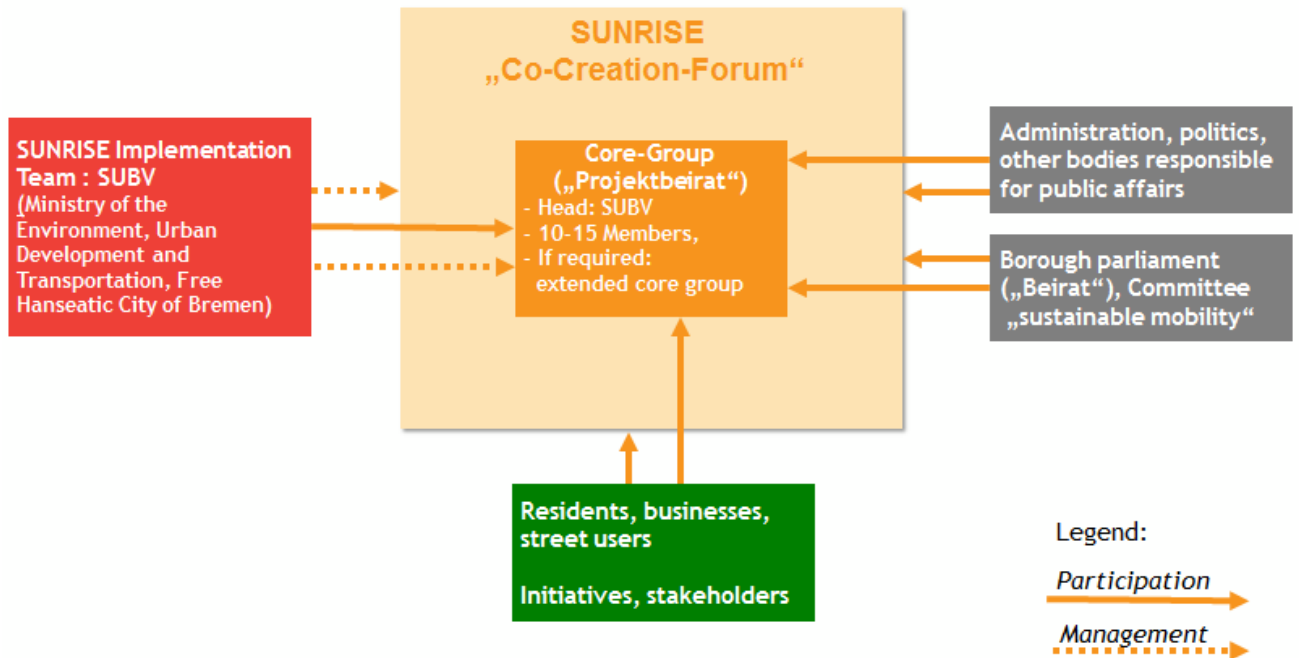 SUNRISE
„Co-Creation-Forum“
SUNRISE Implementation
Team : SUBV
(Ministry of the
Environment, Urban
Development and
Transportation, Free
Hanseatic City of Bremen)
Core-Group
(„Projektbeirat“)
- Head: SUBV
- 10-15 Members,
- If required:
extended core group
Administration, politics,
other bodies responsible
for public affairs
Borough parliament
(„Beirat“), Committee
„sustainable mobility“
Residents, businesses,
street users
Initiatives, stakeholders
Legend:
Participation
Management